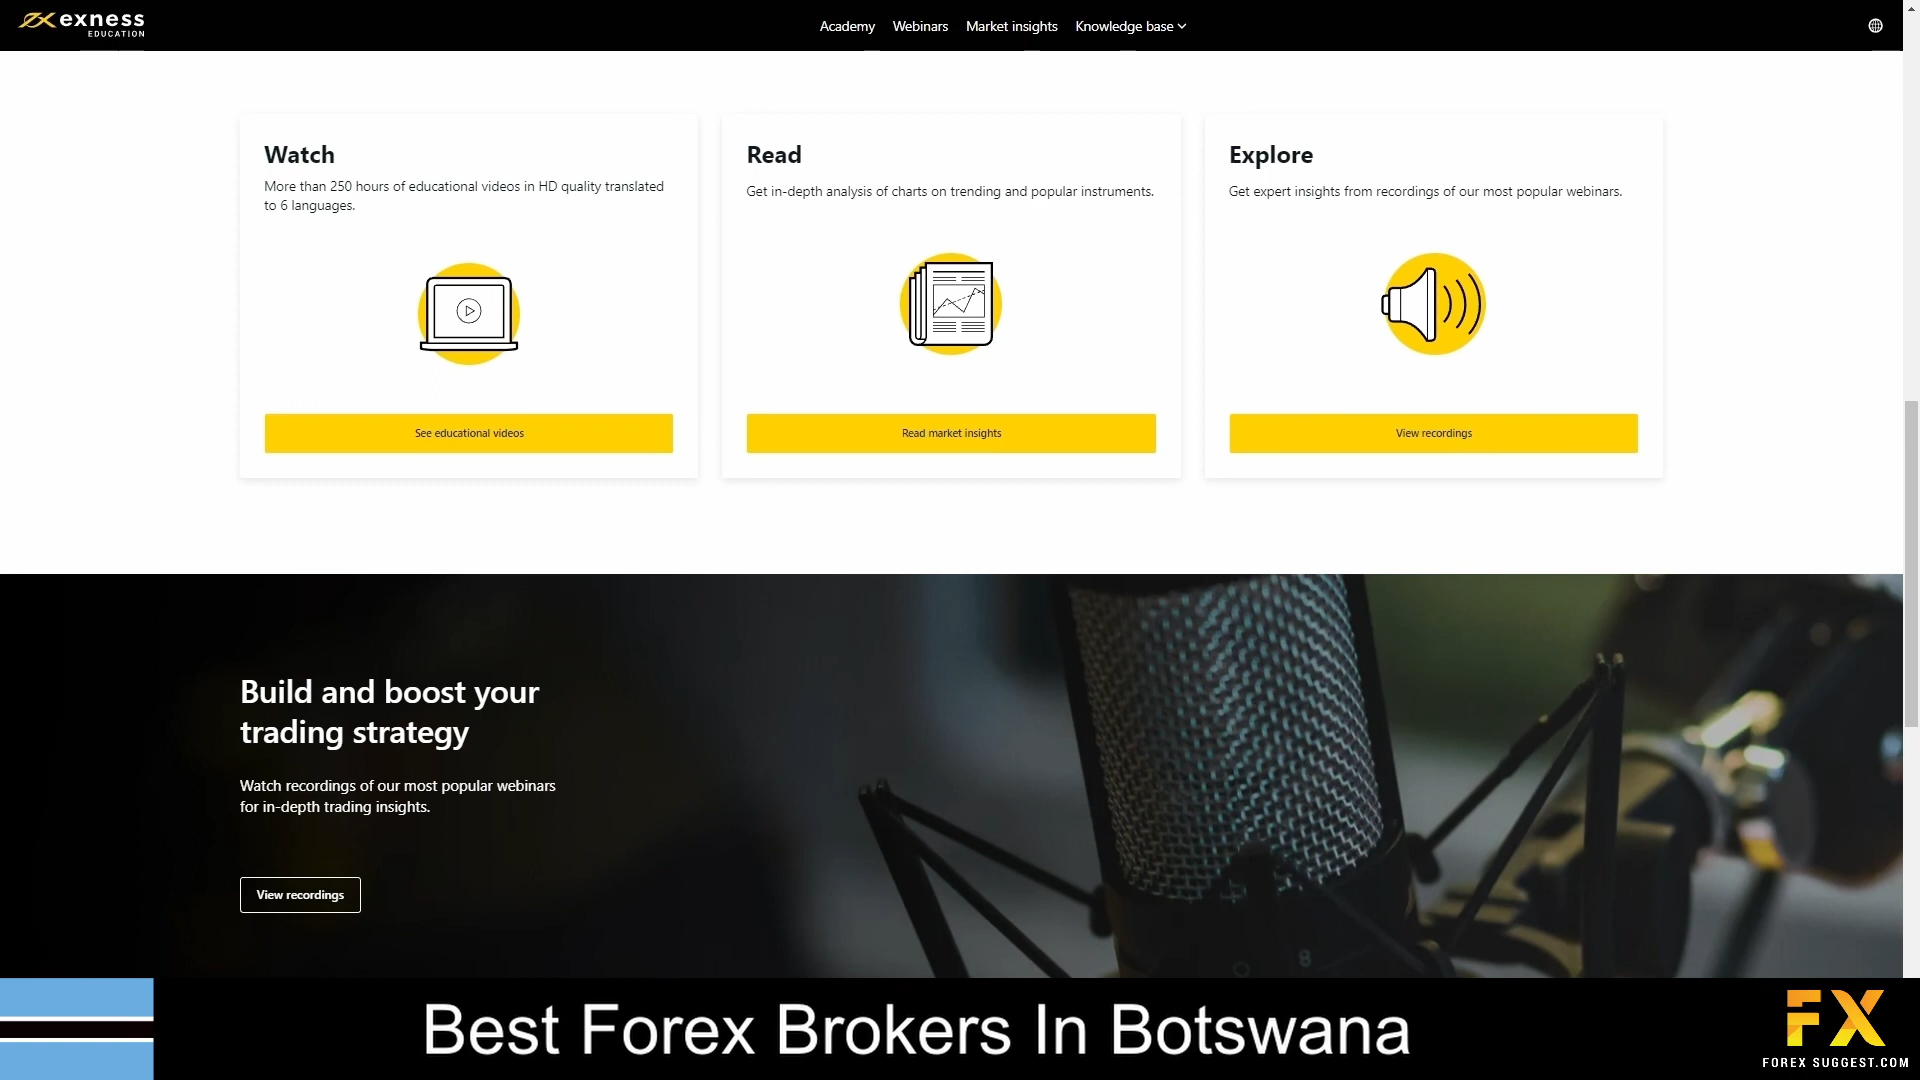 exness
EDUCATION
Academy
Webinars
Market insights
Knowledge base
Watch
More than 250 hours of educational videos in HD quality translated
to 6 languages.
See educational videos
Read
Get in-depth analysis of charts on trending and popular instruments.
Read market insights
Explore
Get expert insights from recordings of our most popular webinars.
View recordings
Build and boost your
trading strategy
Watch recordings of our most popular webinars
for in-depth trading insights.
View recordings
Best Forex Brokers In Botswana
FX
FOREX SUGGEST.COM